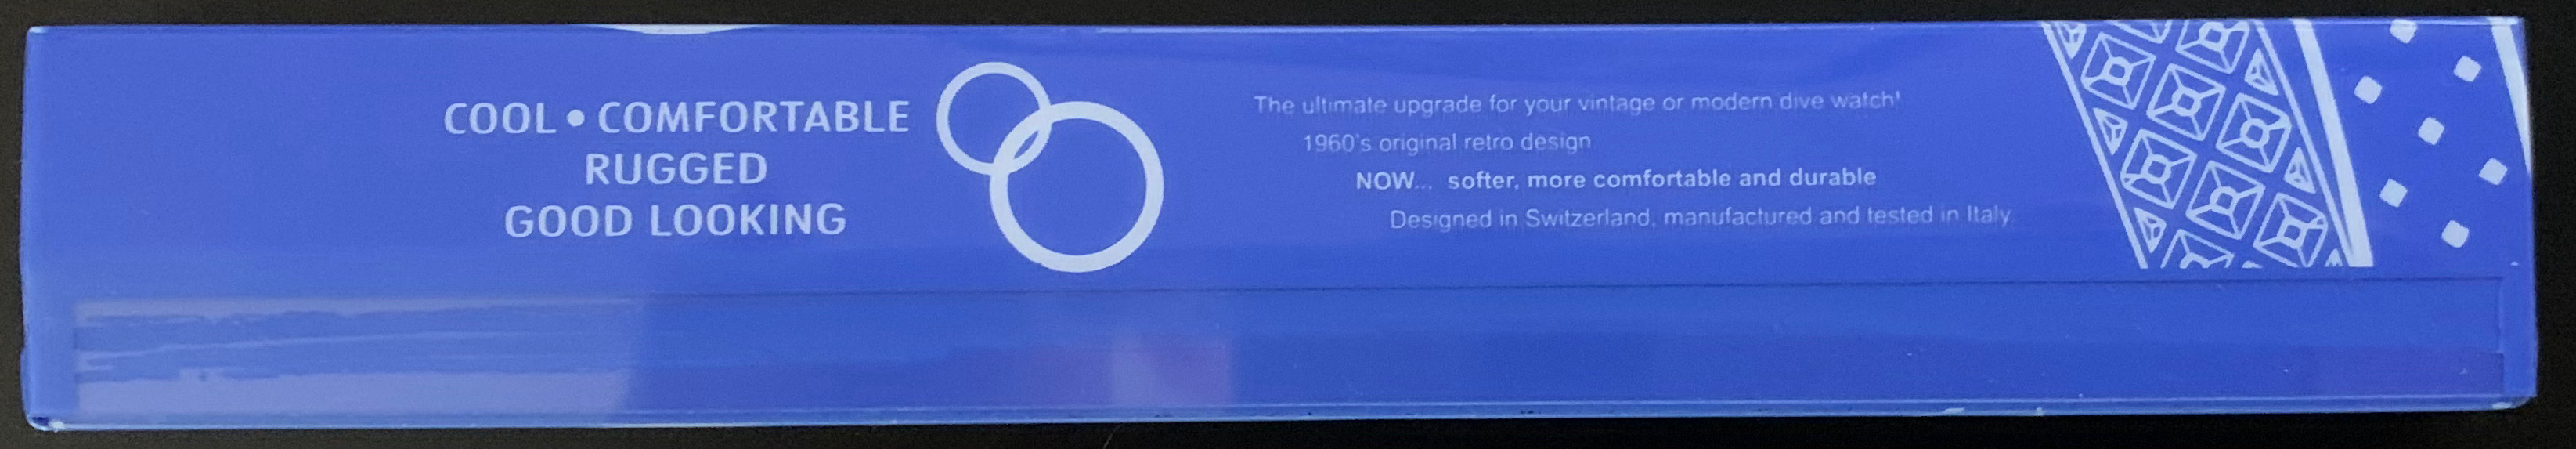 COOL • COMFORTABLE
RUGGED
GOOD LOOKING
The ultimate upgrade for your vintage or modern dive watch!
1960's original retro design
NOW... softer, more comfortable and durable
Designed in Switzerland, manufactured and tested in Italy